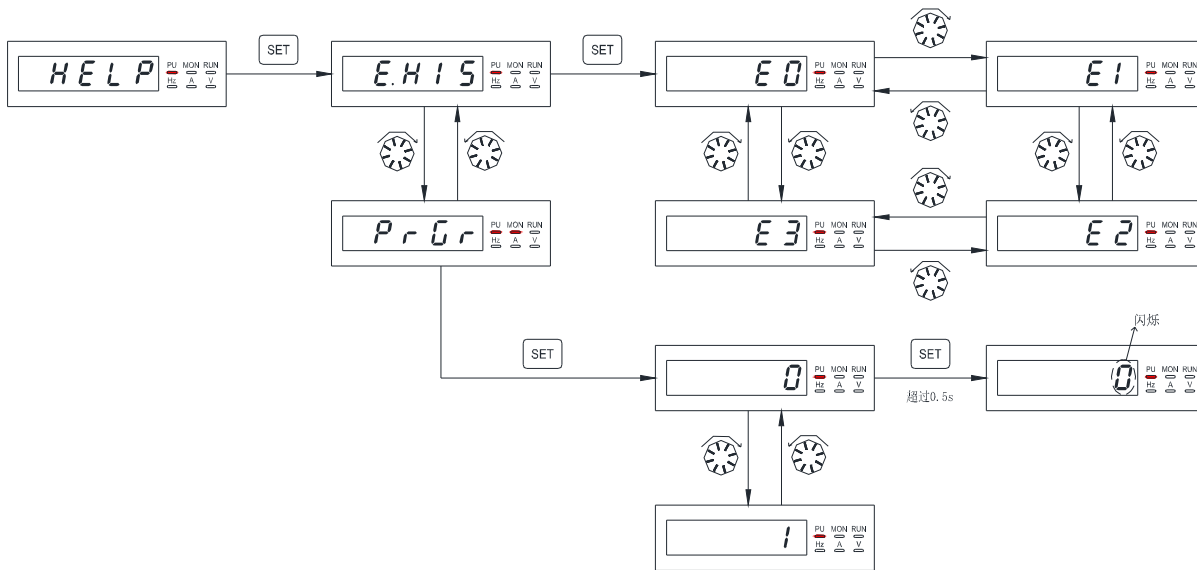 SET
SET
HELP
PU MON RUN
Hz A V
E.HIS
PU MON RUN
Hz A V
E0
PU MON RUN
Hz A V
E1
PU MON RUN
Hz A V
PrGr
PU MON RUN
Hz A V
E3
PU MON RUN
Hz A V
E2
PU MON RUN
Hz A V
闪烁
SET
SET
0
PU MON RUN
Hz A V
0
PU MON RUN
Hz A V
超过0.5s
1
PU MON RUN
Hz A V